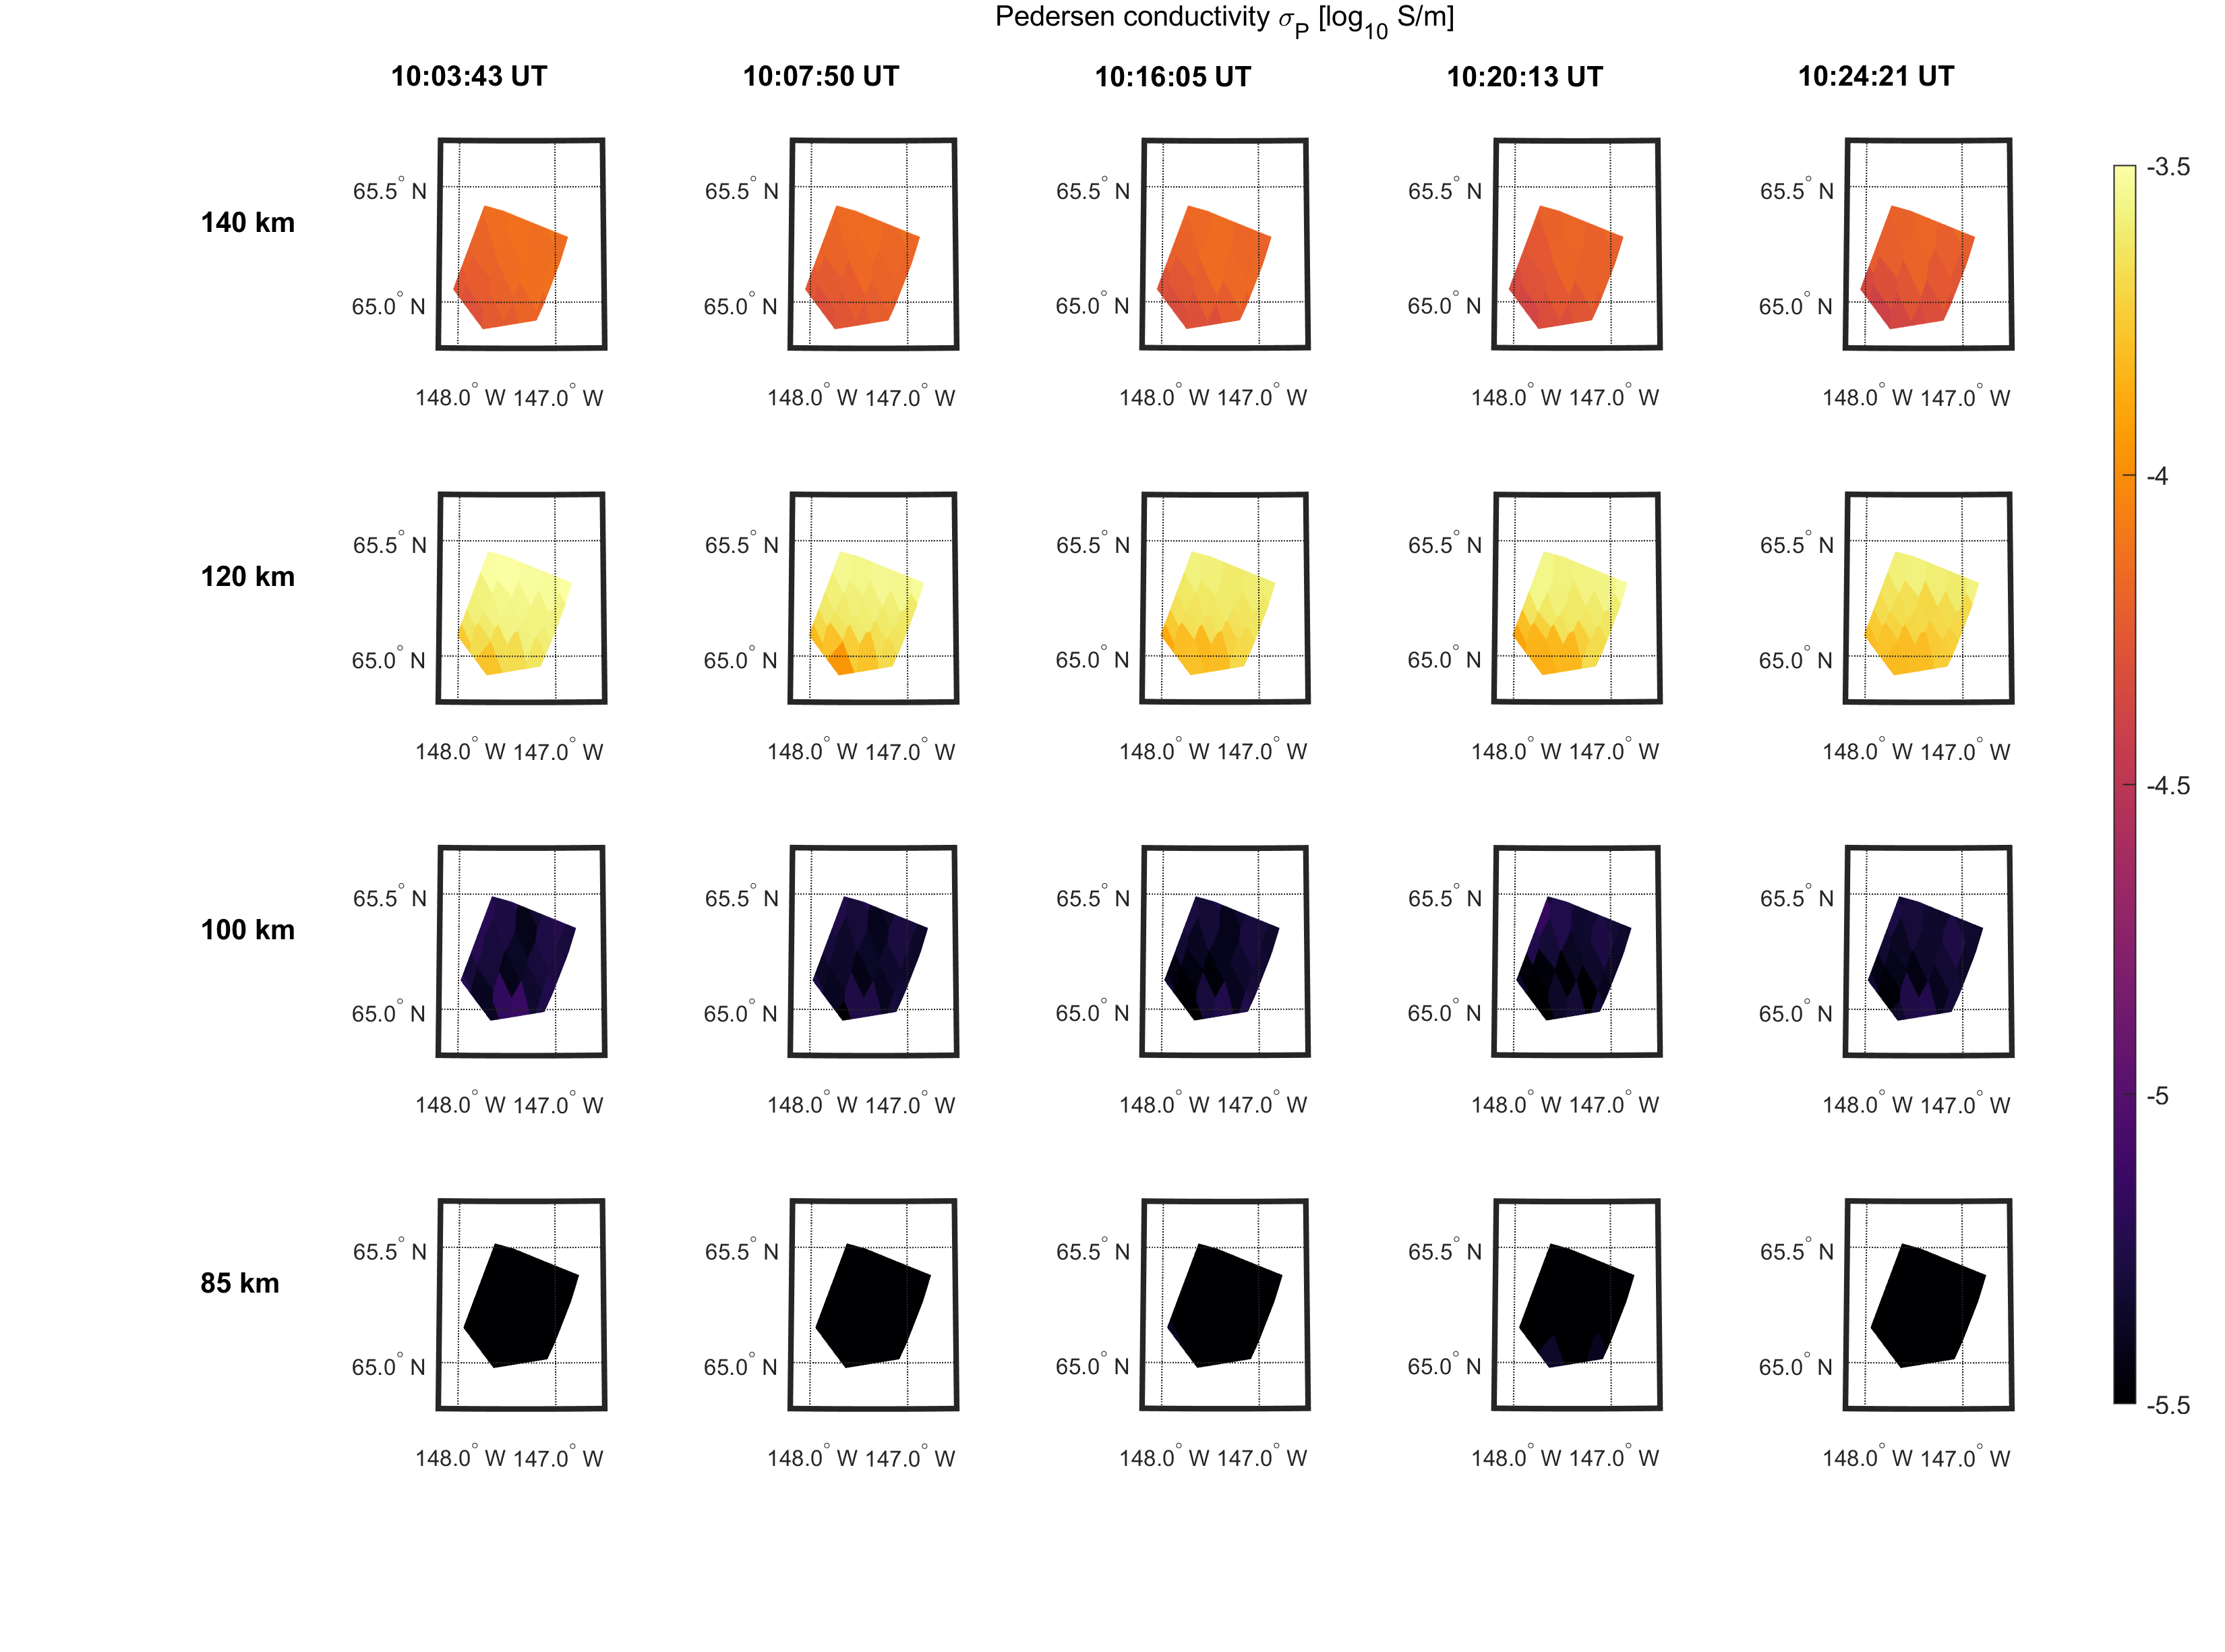 Pedersen conductivity σP [log10 S/m]
10:03:43 UT 10:07:50 UT 10:16:05 UT 10:20:13 UT 10:24:21 UT
140 km
65.5° N 65.5° N 65.5° N 65.5° N 65.5° N
65.0° N 65.0° N 65.0° N 65.0° N 65.0° N
148.0° W 147.0° W 148.0° W 147.0° W 148.0° W 147.0° W 148.0° W 147.0° W 148.0° W 147.0° W
120 km
65.5° N 65.5° N 65.5° N 65.5° N 65.5° N
65.0° N 65.0° N 65.0° N 65.0° N 65.0° N
148.0° W 147.0° W 148.0° W 147.0° W 148.0° W 147.0° W 148.0° W 147.0° W 148.0° W 147.0° W
100 km
65.5° N 65.5° N 65.5° N 65.5° N 65.5° N
65.0° N 65.0° N 65.0° N 65.0° N 65.0° N
148.0° W 147.0° W 148.0° W 147.0° W 148.0° W 147.0° W 148.0° W 147.0° W 148.0° W 147.0° W
85 km
65.5° N 65.5° N 65.5° N 65.5° N 65.5° N
65.0° N 65.0° N 65.0° N 65.0° N 65.0° N
148.0° W 147.0° W 148.0° W 147.0° W 148.0° W 147.0° W 148.0° W 147.0° W 148.0° W 147.0° W
-3.5
-4
-4.5
-5
-5.5